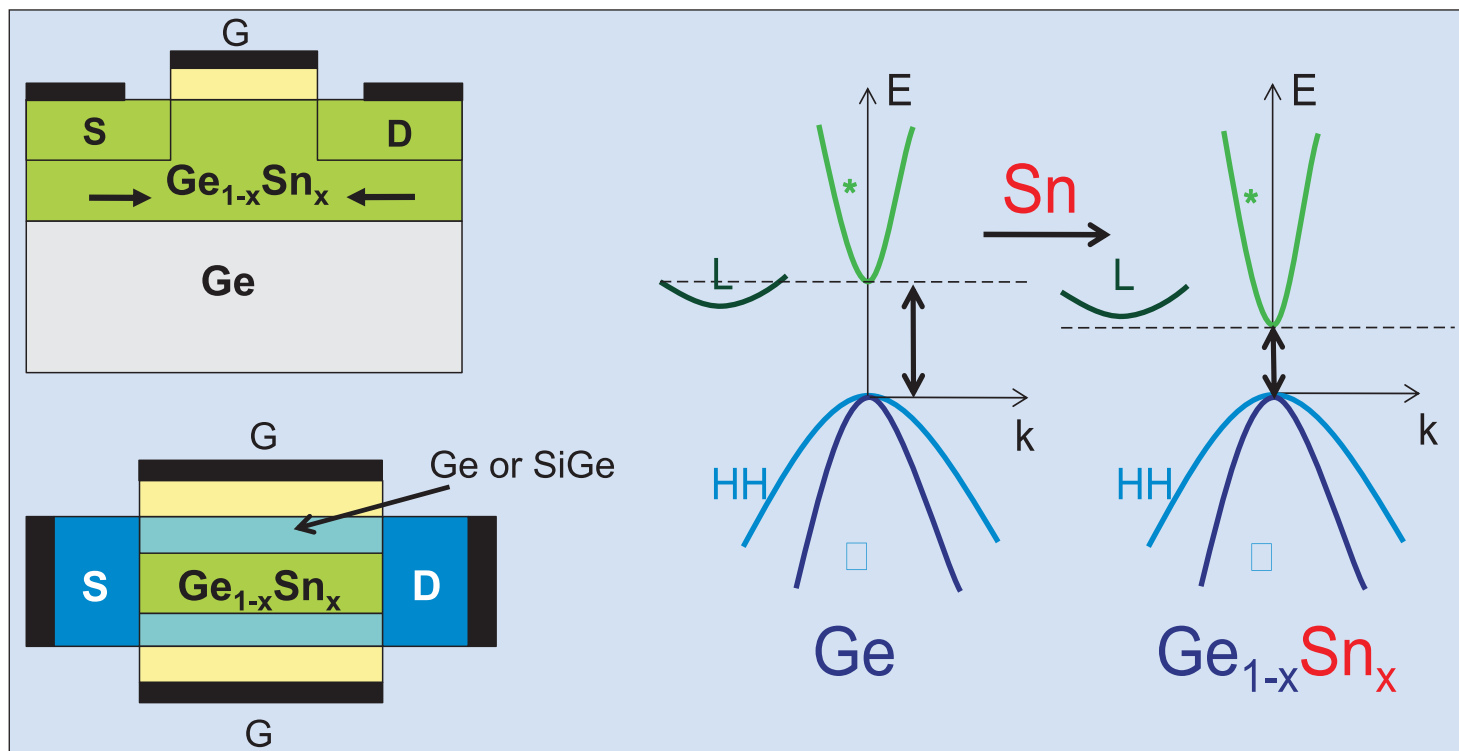 G
S
D
Ge1-xSnx
Ge
G
Ge or SiGe
S
Ge1-xSnx
D
G
E
*
L
k
HH
□
Ge
Sn
E
*
L
k
HH
□
Ge1-xSnx